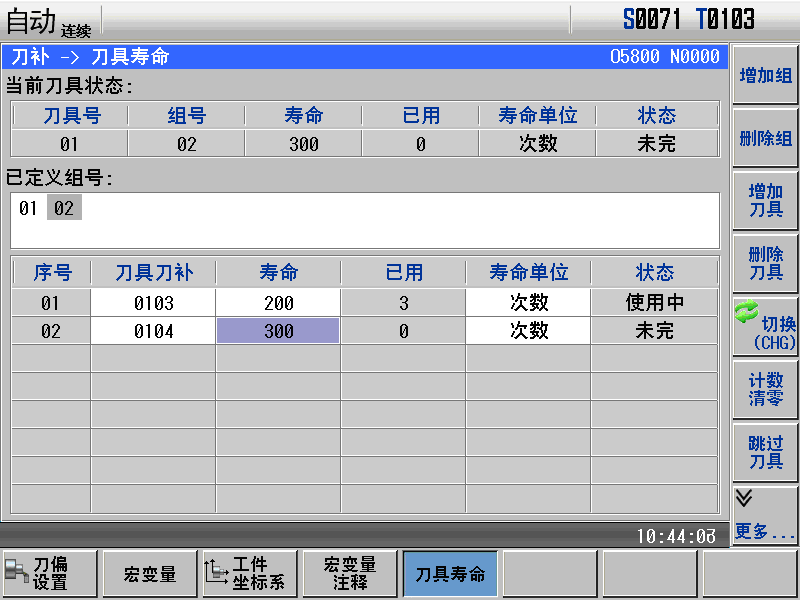 自动 连续 S0071 T0103
刀补 -> 刀具寿命 O5800 N0000
当前刀具状态:
刀具号 组号 寿命 已用 寿命单位 状态
01 02 300 0 次数 未完
已定义组号:
01 02
序号 刀具刀补 寿命 已用 寿命单位 状态
01 0103 200 3 次数 使用中
02 0104 300 0 次数 未完
10:44:03
增加组
删除组
增加
刀具
删除
刀具
切换
(CHG)
计数
清零
跳过
刀具
更多...
刀偏
设置
宏变量
工件
坐标系
宏变量
注释
刀具寿命